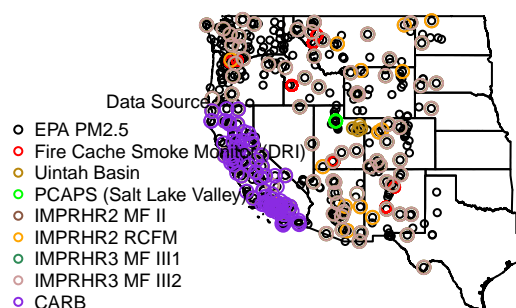 Data Source
EPA PM2.5
Fire Cache Smoke Monitor (DRI)
Uintah Basin
PCAPS (Salt Lake Valley)
IMPRHR2 MF II
IMPRHR2 RCFM
IMPRHR3 MF III1
IMPRHR3 MF III2
CARB